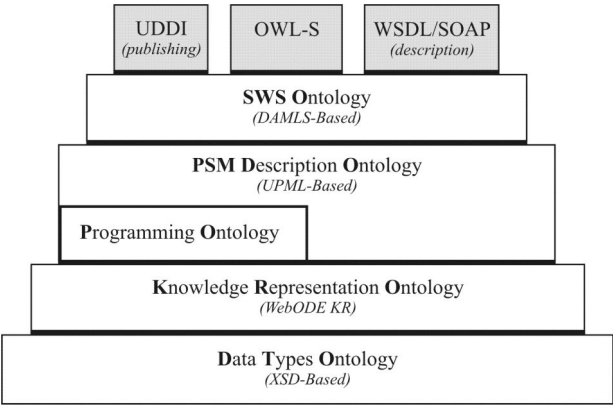 UDDI
(publishing)
OWL-S
WSDL/SOAP
(description)
SWS Ontology
(DAMLS-Based)
PSM Description Ontology
(UPML-Based)
Programming Ontology
Knowledge Representation Ontology
(WebODE KR)
Data Types Ontology
(XSD-Based)